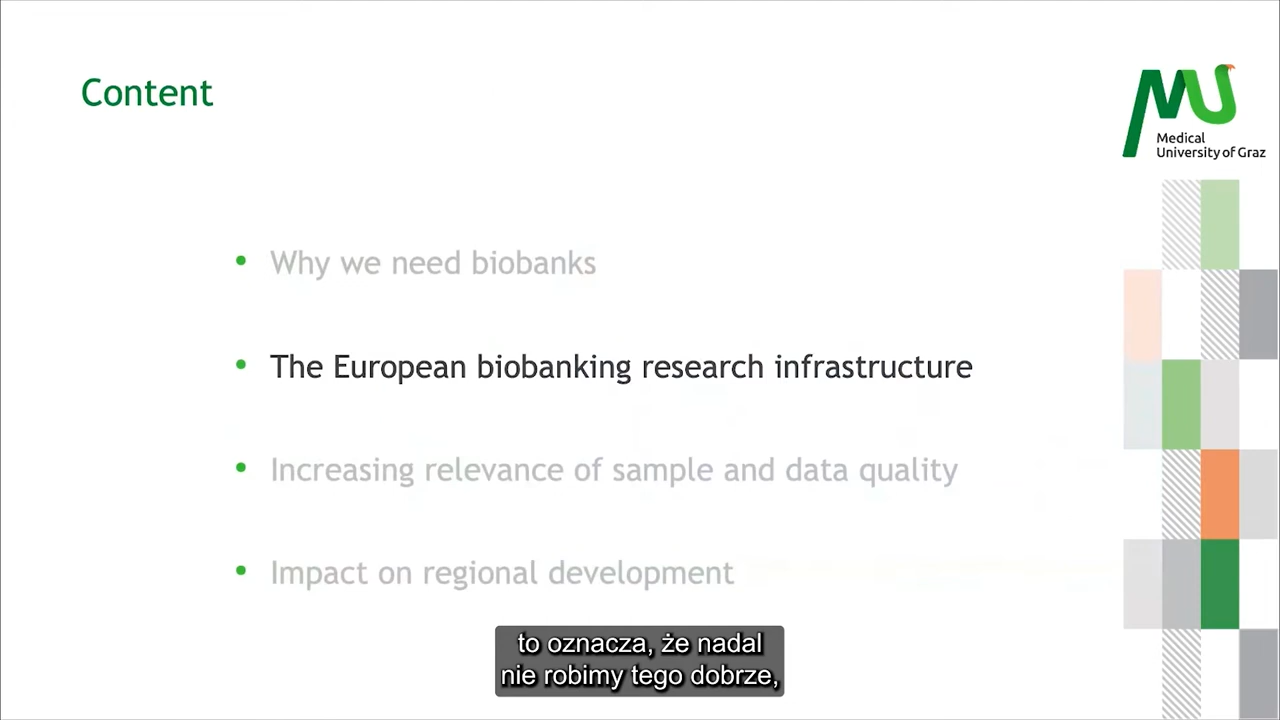 Content
MU
Medical
University of Graz
• Why we need biobanks
• The European biobanking research infrastructure
• Increasing relevance of sample and data quality
• Impact on regional development
to oznacza, że nadal
nie robimy tego dobrze,